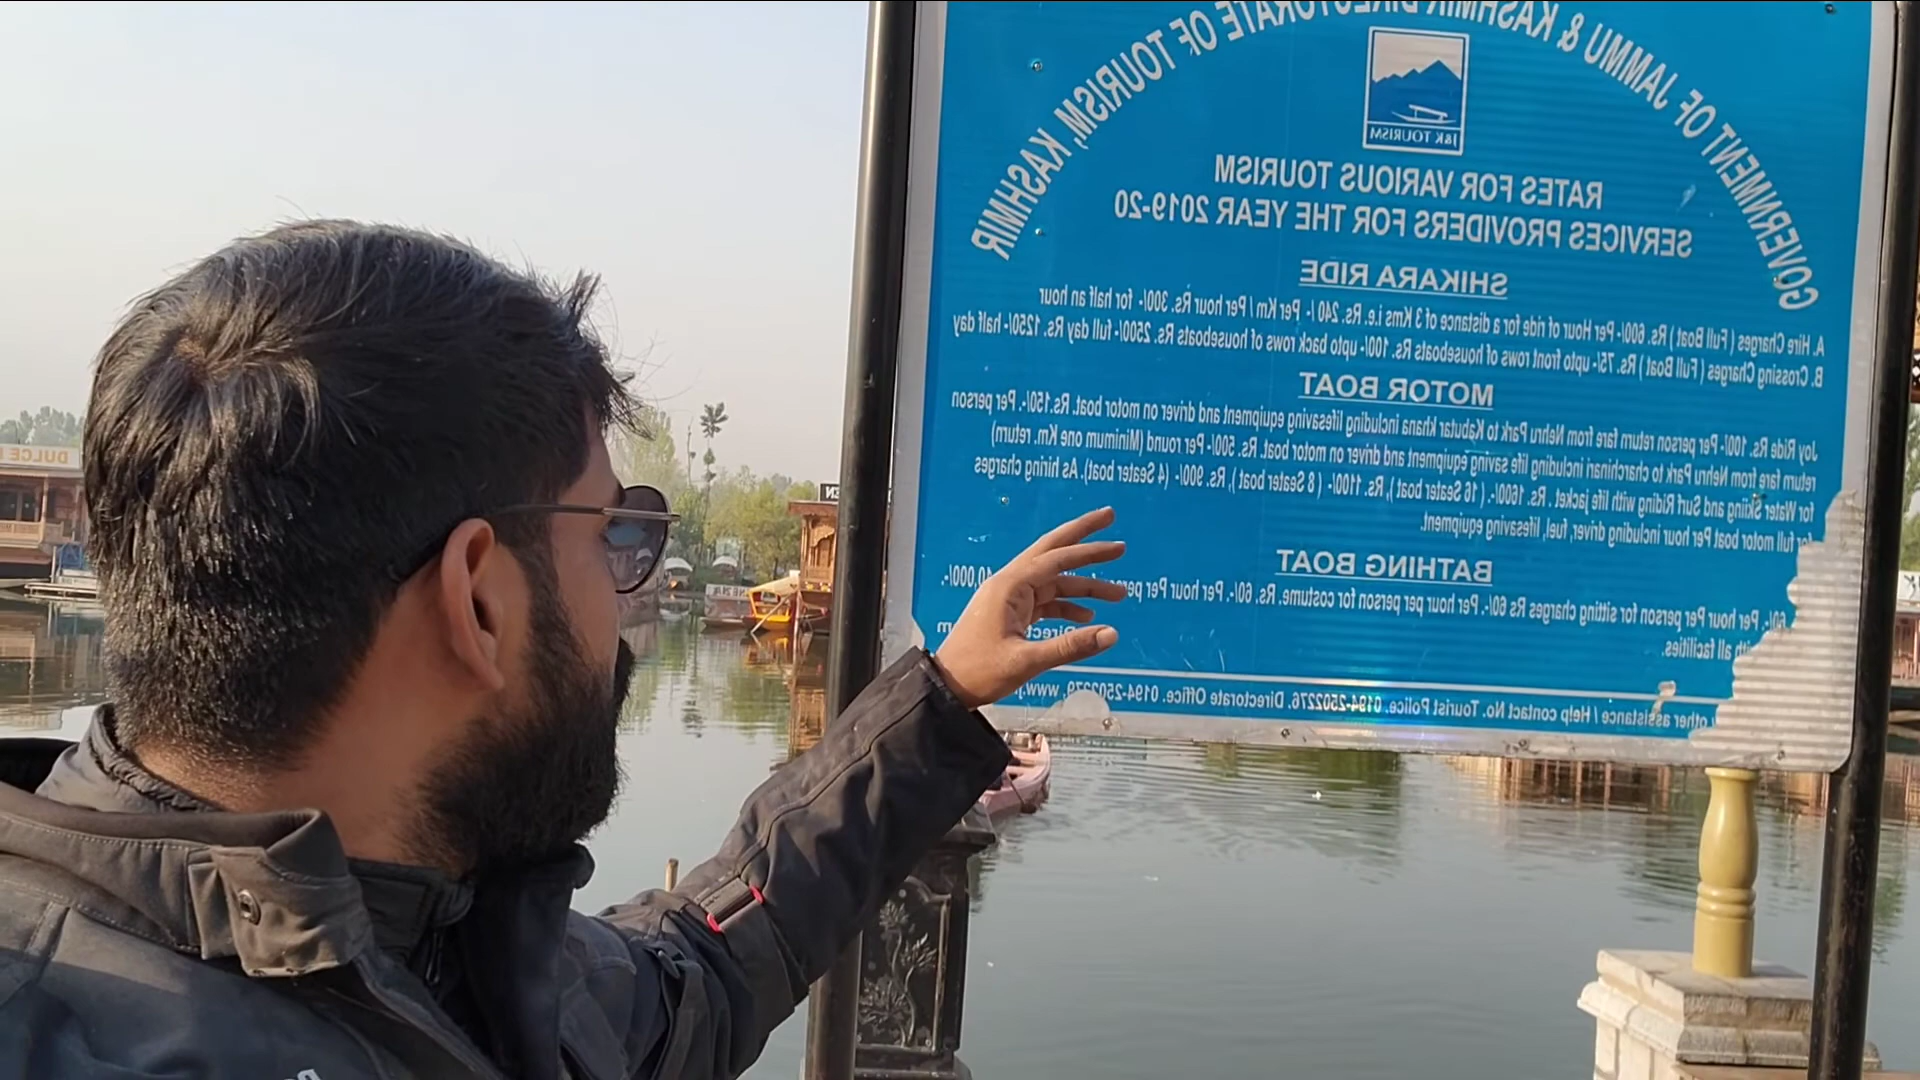 GOVERNMENT OF JAMMU & KASHMIR DIRECTORATE OF TOURISM, KASHMIR
J&K TOURISM
RATES FOR VARIOUS TOURISM
SERVICES PROVIDERS FOR THE YEAR 2019-20
SHIKARA RIDE
A. Hire Charges ( Full Boat ) Rs. 600/- Per Hour of ride for a distance of 3 Kms i.e. Rs. 240 /- Per Km / Per hour Rs. 300/- for half an hour
B. Crossing Charges ( Full Boat ) Rs. 75/- upto front rows of houseboats Rs. 100/- upto back rows of houseboats Rs. 2500/- full day Rs. 1250/- half day
MOTOR BOAT
Joy Ride Rs. 100/- Per person return fare from Nehru Park to Kabutar khana including lifesaving equipment and driver on motor boat. Rs.150/-. Per person
return fare from Nehru Park to charchinari including life saving equipment and driver on motor boat. Rs. 500/- Per round (Minimum one Km. return)
for Water Skiing and Surf Riding with life jacket . Rs. 1600/-. ( 16 Seater boat ), Rs. 1100/- ( 8 Seater boat ), Rs. 900/- (4 Seater boat). As hiring charges
for full motor boat Per hour including driver, fuel, lifesaving equipment.
BATHING BOAT
60/-. Per hour Per person for sitting charges Rs 60/-. Per hour per person for costume. Rs. 60/-. Per hour Per 0,000/-.
with all facilities.
other assistance / Help contact No. Tourist Police. 0194-2502276. Directorate Office. 0194-2502279, www.j
DULCE